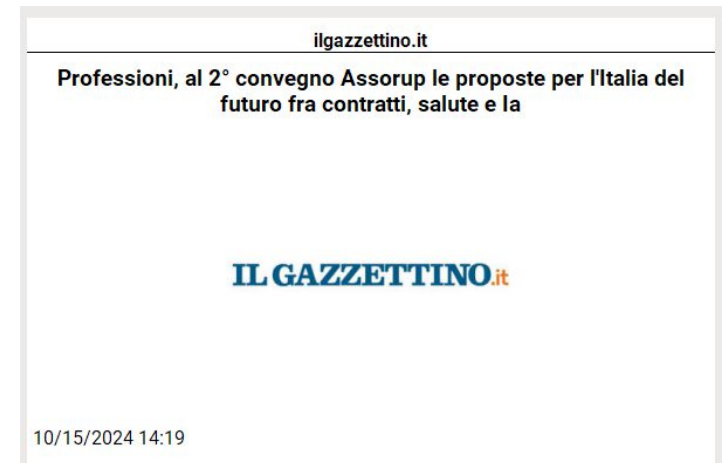 ilgazzettino.it
Professioni, al 2° convegno Assorup le proposte per l'Italia del
futuro fra contratti, salute e la
IL GAZZETTINO.it
10/15/2024 14:19